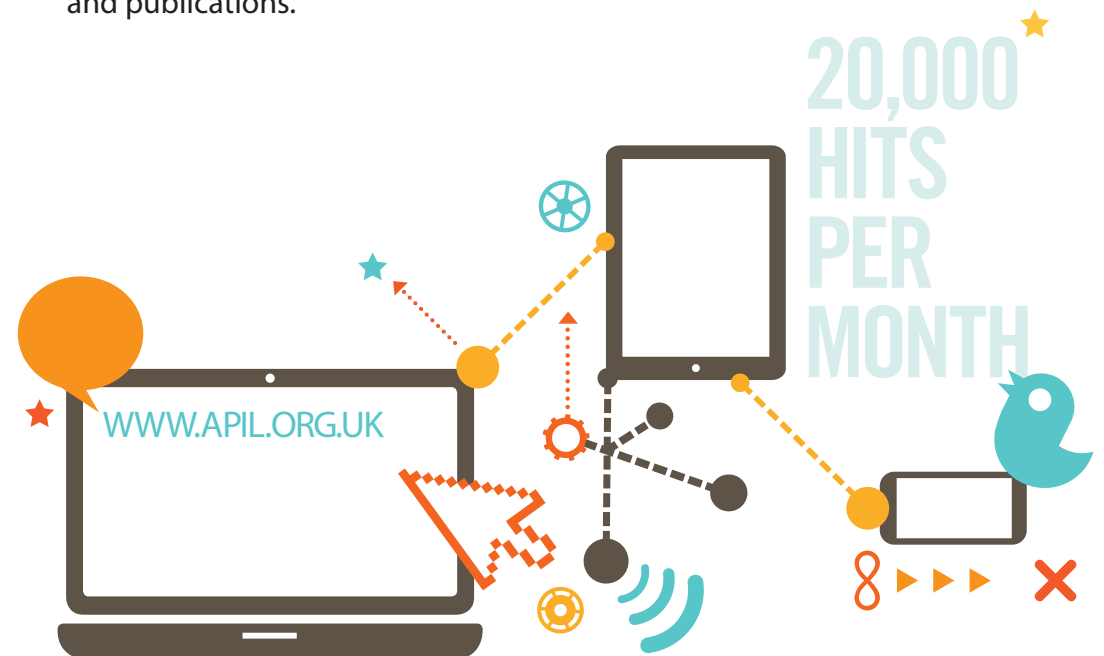 and publications.
20,000
HITS
PER
MONTH
WWW.APIL.ORG.UK